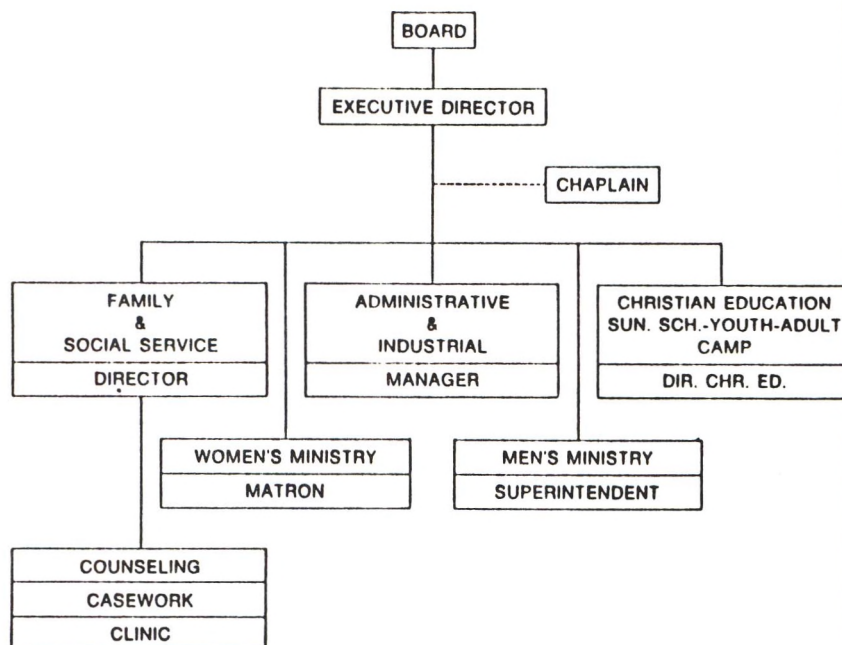 BOARD
EXECUTIVE DIRECTOR
CHAPLAIN
FAMILY
&
SOCIAL SERVICE
DIRECTOR
ADMINISTRATIVE
&
INDUSTRIAL
MANAGER
CHRISTIAN EDUCATION
SUN. SCH.-YOUTH-ADULT
CAMP
DIR. CHR. ED.
WOMEN'S MINISTRY
MATRON
MEN'S MINISTRY
SUPERINTENDENT
COUNSELING
CASEWORK
CLINIC